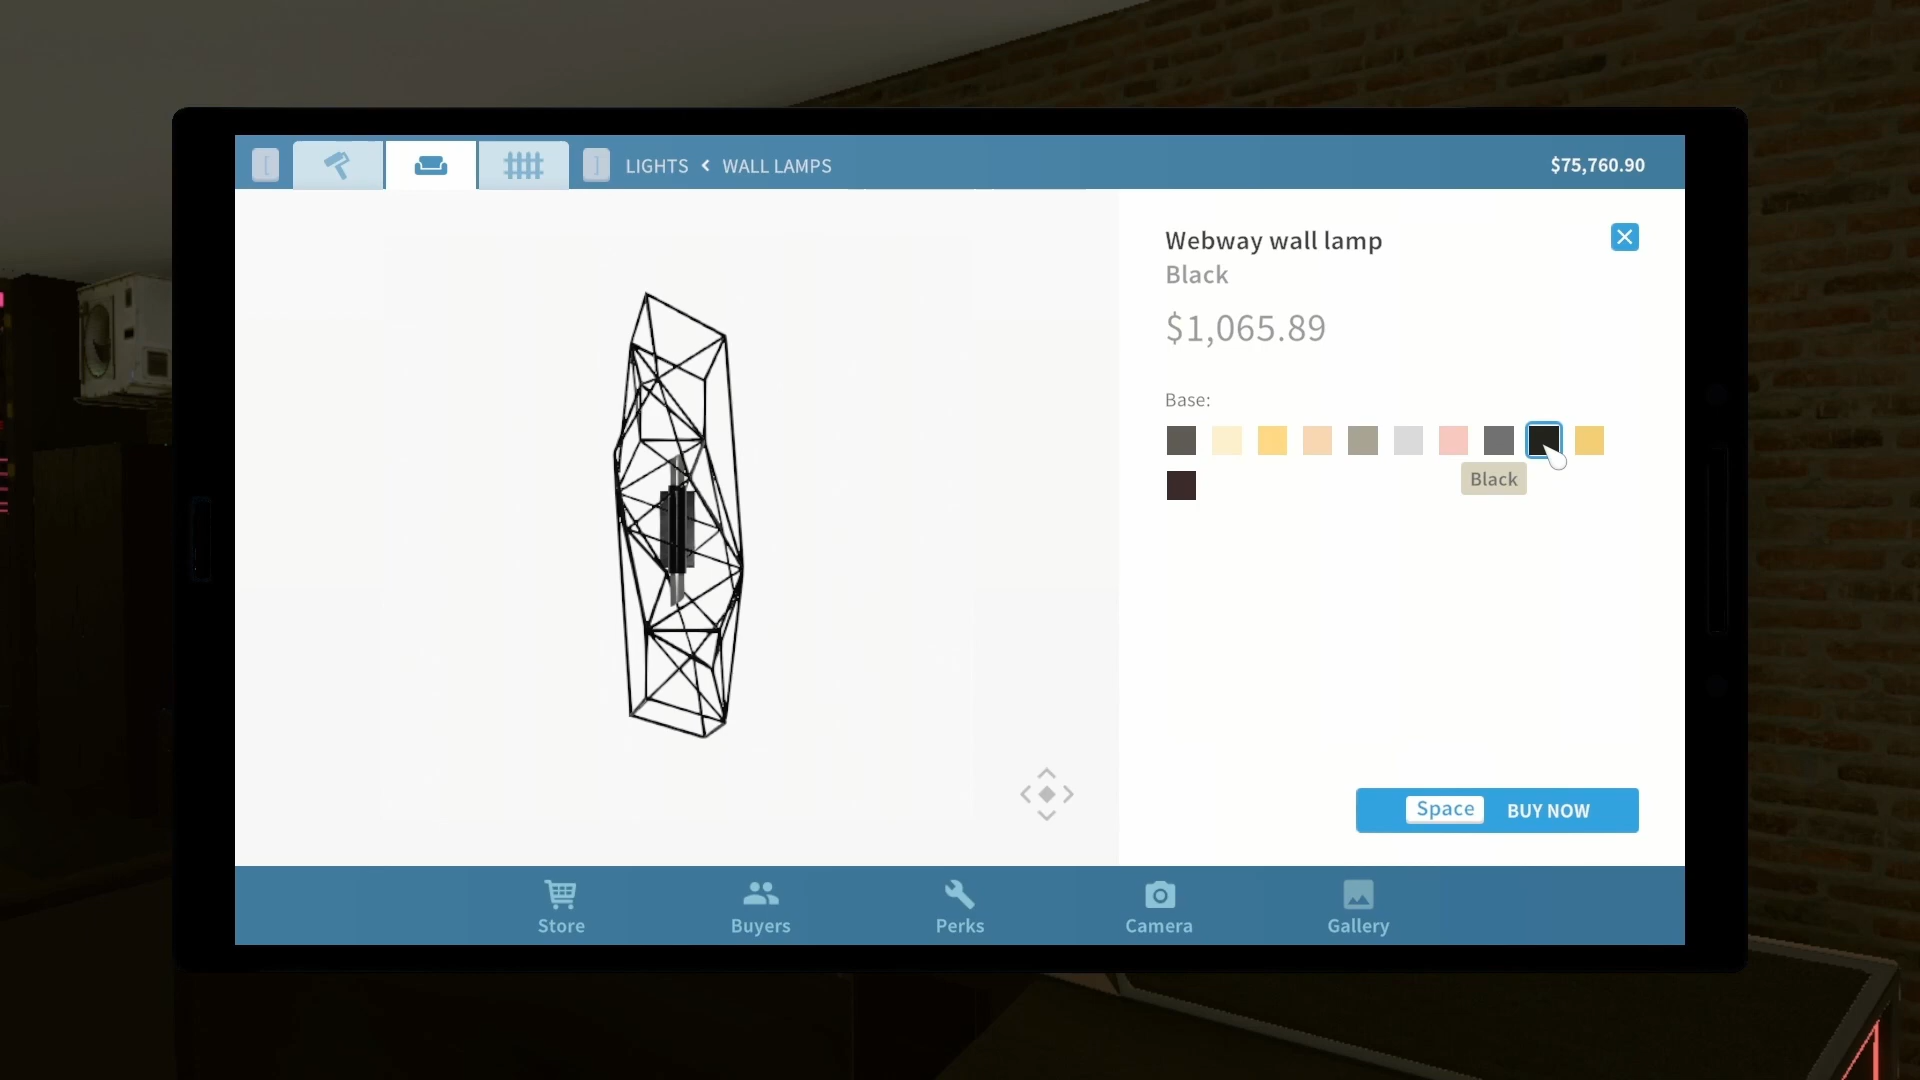 [
]
LIGHTS < WALL LAMPS
$75,760.90
Webway wall lamp
Black
$1,065.89
Base:
Black
Space BUY NOW
Store
Buyers
Perks
Camera
Gallery